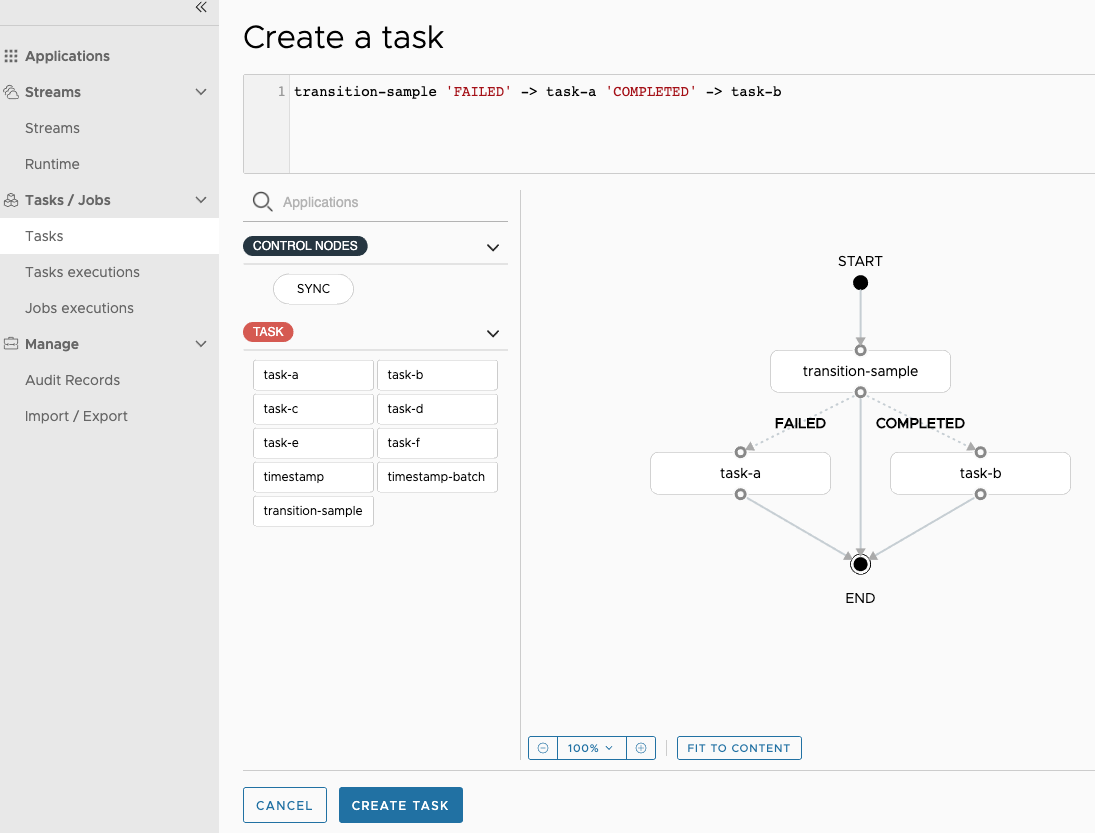 Create a task
Applications
Streams
Streams
Runtime
Tasks / Jobs
Tasks
Tasks executions
Jobs executions
Manage
Audit Records
Import / Export
1 transition-sample 'FAILED' -> task-a 'COMPLETED' -> task-b
Applications
CONTROL NODES
SYNC
TASK
task-a task-b
task-c task-d
task-e task-f
timestamp timestamp-batch
transition-sample
START
transition-sample
FAILED COMPLETED
task-a task-b
END
100% FIT TO CONTENT
CANCEL CREATE TASK